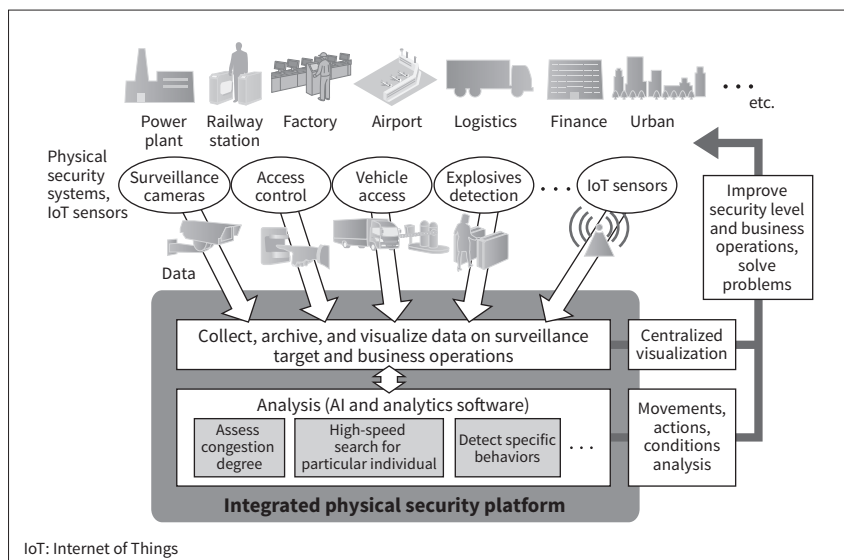 etc.
Power
plant
Railway
station
Factory
Airport
Logistics
Finance
Urban
Physical
security
systems,
IoT sensors
Surveillance
cameras
Access
control
Vehicle
access
Explosives
detection
IoT sensors
Improve
security level
and business
operations,
solve
problems
Data
Collect, archive, and visualize data on surveillance
target and business operations
Centralized
visualization
Analysis (AI and analytics software)
Assess
congestion
degree
High-speed
search for
particular individual
Detect specific
behaviors
Movements,
actions,
conditions
analysis
Integrated physical security platform
IoT: Internet of Things